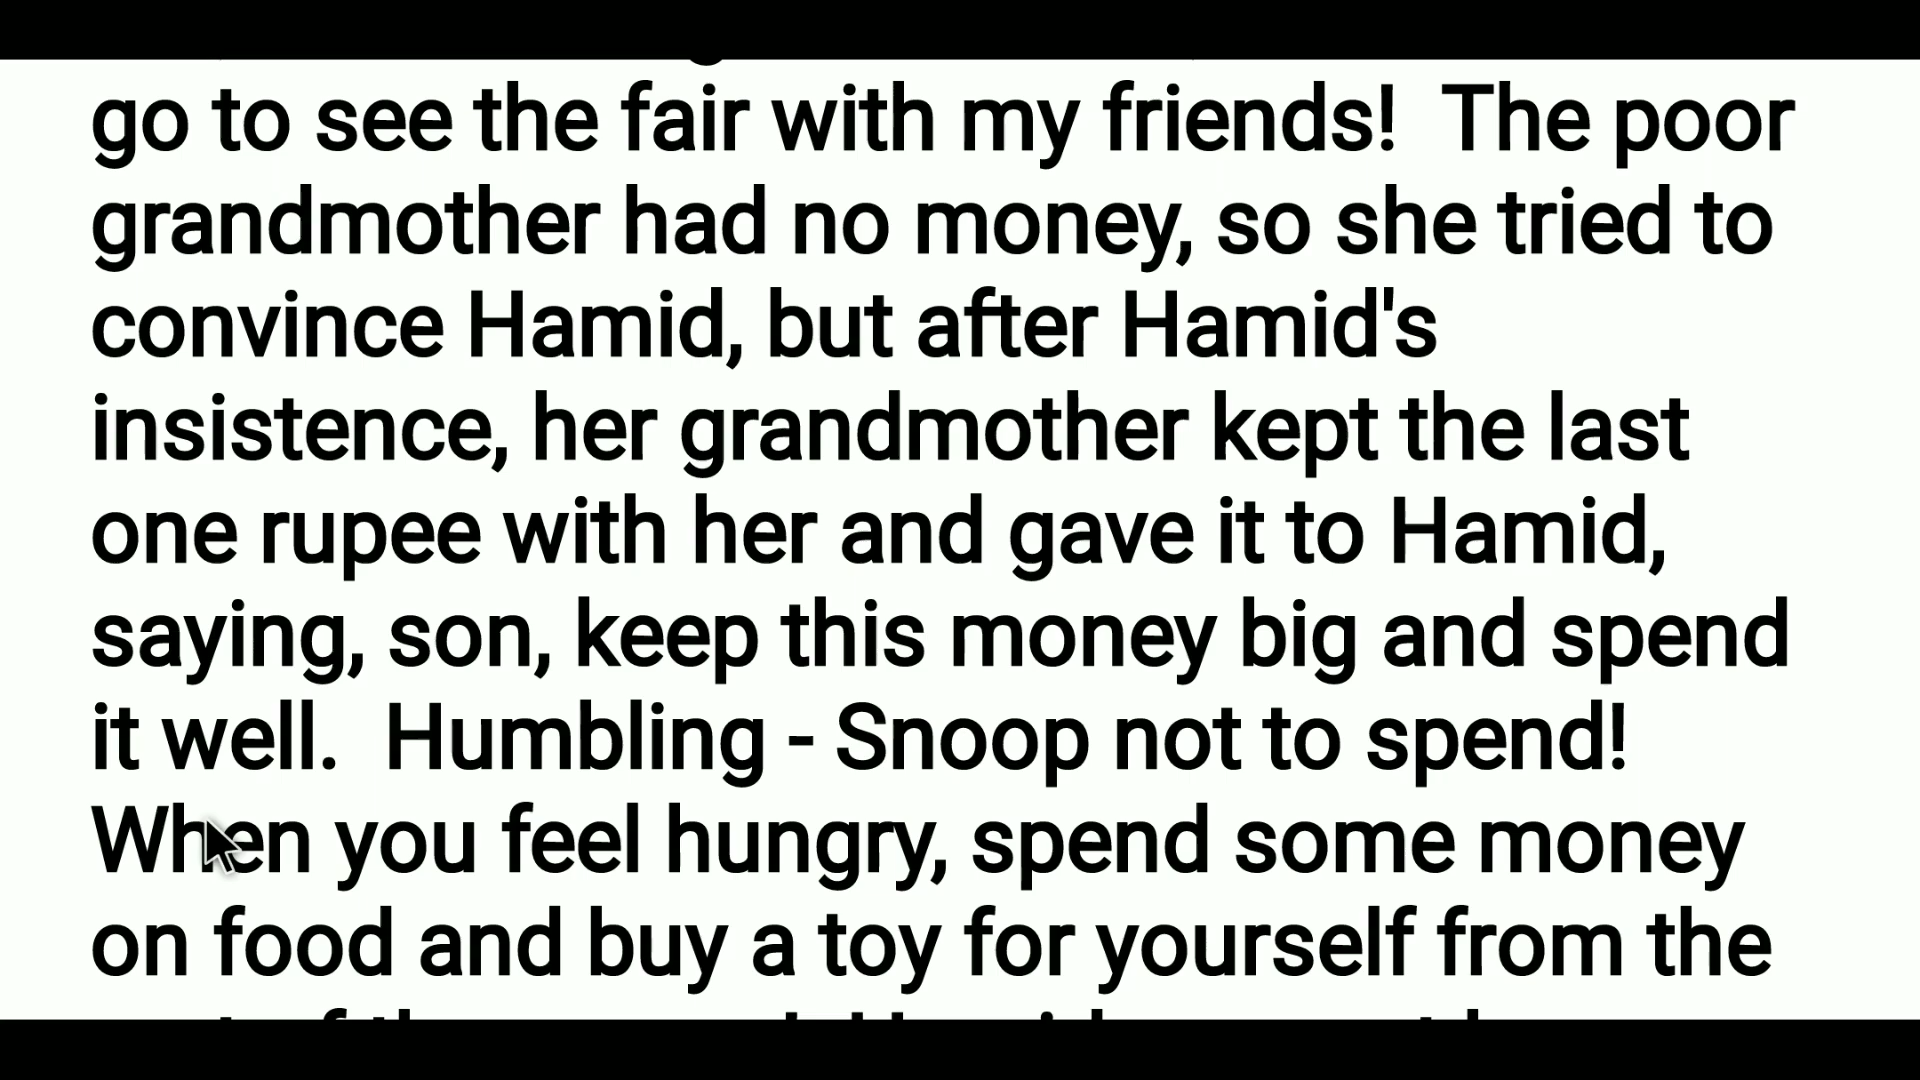 go to see the fair with my friends!  The poor
grandmother had no money, so she tried to
convince Hamid, but after Hamid's
insistence, her grandmother kept the last
one rupee with her and gave it to Hamid,
saying, son, keep this money big and spend
it well.  Humbling - Snoop not to spend!
When you feel hungry, spend some money
on food and buy a toy for yourself from the